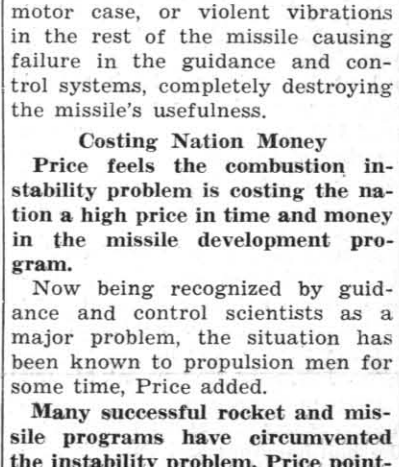 motor case, or violent vibrations
in the rest of the missile causing
failure in the guidance and con-
trol systems, completely destroying
the missile's usefulness.
Costing Nation Money
Price feels the combustion in-
stability problem is costing the na-
tion a high price in time and money
in the missile development pro-
gram.
Now being recognized by guid-
ance and control scientists as a
major problem, the situation has
been known to propulsion men for
some time, Price added.
Many successful rocket and mis-
sile programs have circumvented
the instability problem. Price point-